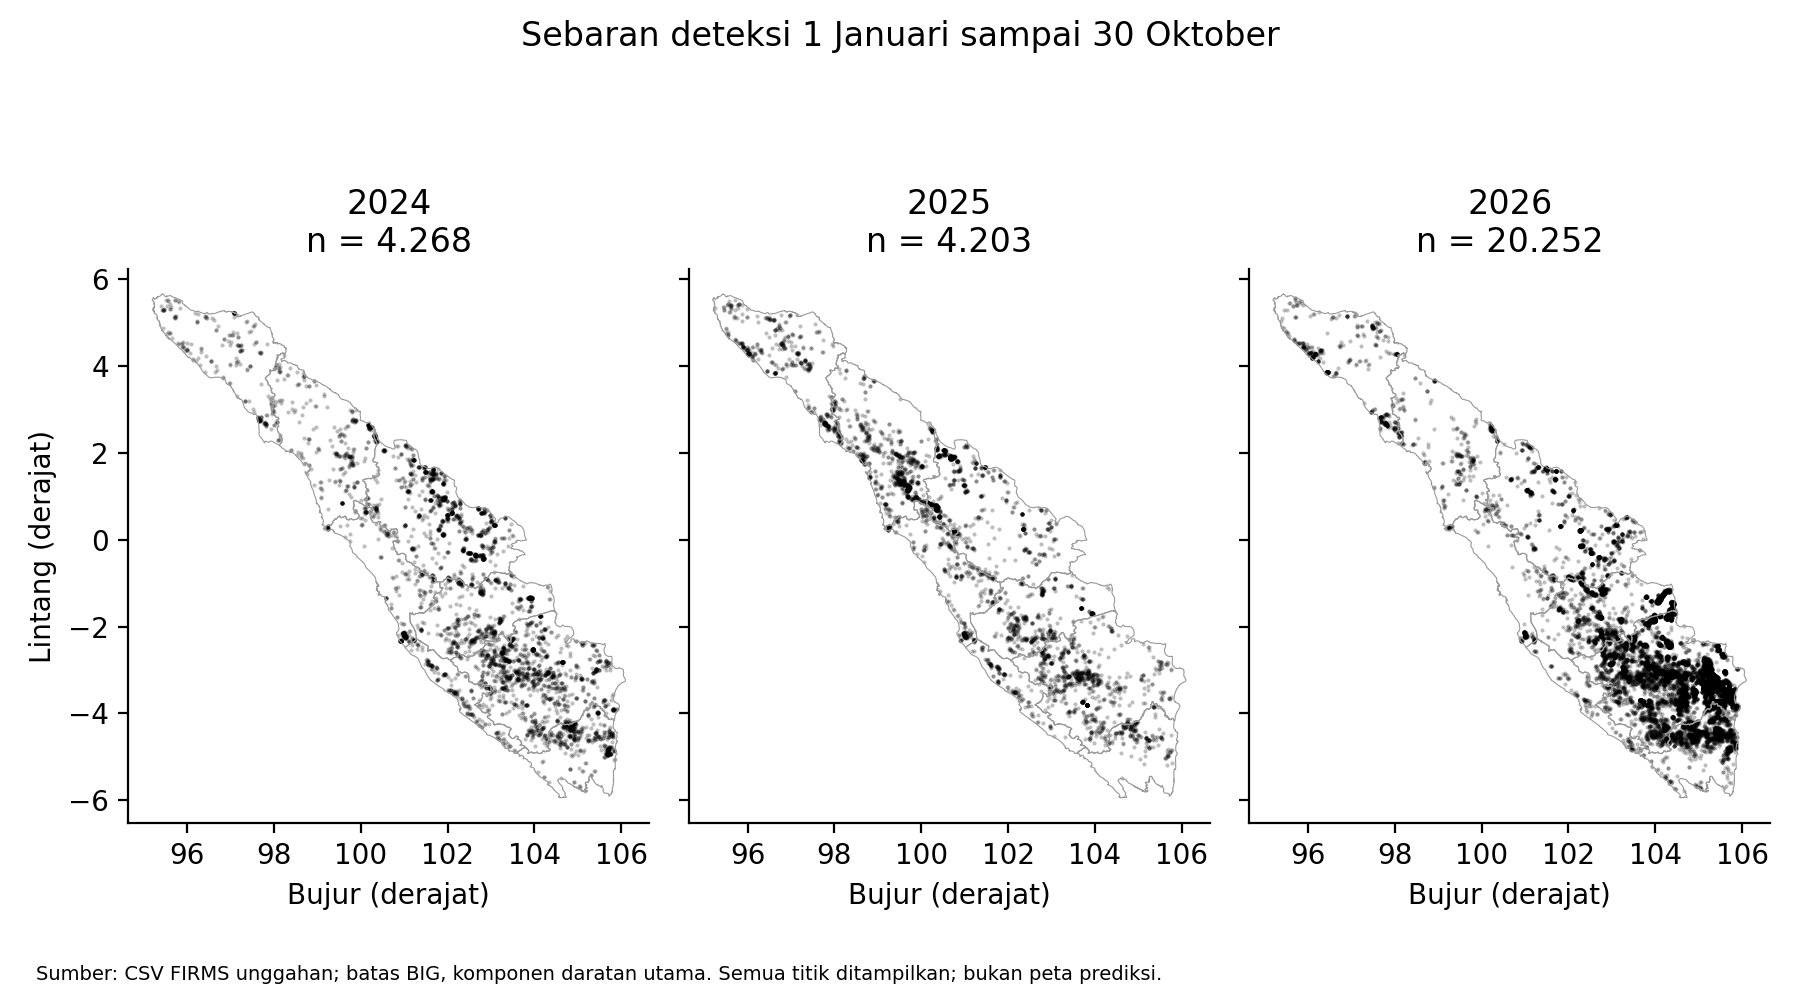 Sebaran deteksi 1 Januari sampai 30 Oktober
2024
n = 4.268
2025
n = 4.203
2026
n = 20.252
Lintang (derajat)
6
4
2
0
−2
−4
−6
96 98 100 102 104 106
96 98 100 102 104 106
96 98 100 102 104 106
Bujur (derajat)
Bujur (derajat)
Bujur (derajat)
Sumber: CSV FIRMS unggahan; batas BIG, komponen daratan utama. Semua titik ditampilkan; bukan peta prediksi.